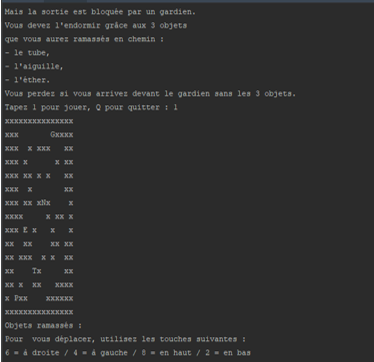 Mais la sortie est bloquée par un gardien.
Vous devez l'endormir grâce aux 3 objets
que vous aurez ramassés en chemin :
- le tube,
- l'aiguille,
- l'éther.
Vous perdez si vous arrivez devant le gardien sans les 3 objets.
Tapez 1 pour jouer, Q pour quitter : 1
xxxxxxxxxxxxxxx
xxx       Gxxxx
xxx  x xxx   xx
xxx x      x xx
xxx xx x x   xx
xxx  x       xx
xxx xx xNx    x
xxxx     x xx x
xxx E x   x   x
xx  xx    xx xx
xx xxx  x x  xx
xx    Tx     xx
xx x  xx   xxxx
x Pxx    xxxxxx
xxxxxxxxxxxxxxx
Objets ramassés :
Pour  vous déplacer, utilisez les touches suivantes :
6 = á droite / 4 = á gauche / 8 = en haut / 2 = en bas